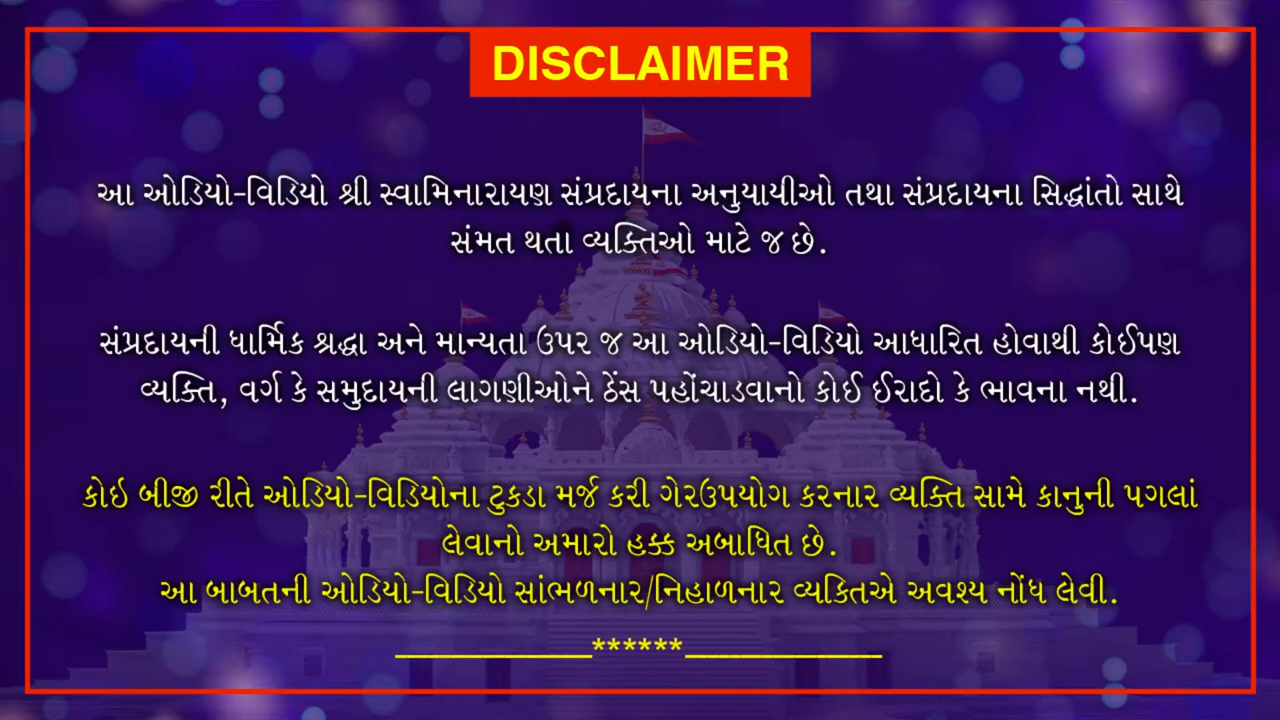 DISCLAIMER
આ ઓડિયો-વિડિયો શ્રી સ્વામિનારાયણ સંપ્રદાયના અનુયાયીઓ તથા સંપ્રદાયના સિદ્ધાંતો સાથે
સંમત થતા વ્યક્તિઓ માટે જ છે.
સંપ્રદાયની ધાર્મિક શ્રદ્ધા અને માન્યતા ઉપર જ આ ઓડિયો-વિડિયો આધારિત હોવાથી કોઈપણ
વ્યક્તિ, વર્ગ કે સમુદાયની લાગણીઓને ઠેંસ પહોંચાડવાનો કોઈ ઈરાદો કે ભાવના નથી.
કોઇ બીજી રીતે ઓડિયો-વિડિયોના ટુકડા મર્જ કરી ગેરઉપયોગ કરનાર વ્યક્તિ સામે કાનુની પગલાં
લેવાનો અમારો હક્ક અબાધિત છે.
આ બાબતની ઓડિયો-વિડિયો સાંભળનાર/નિહાળનાર વ્યકિતએ અવશ્ય નોંધ લેવી.
______________******______________